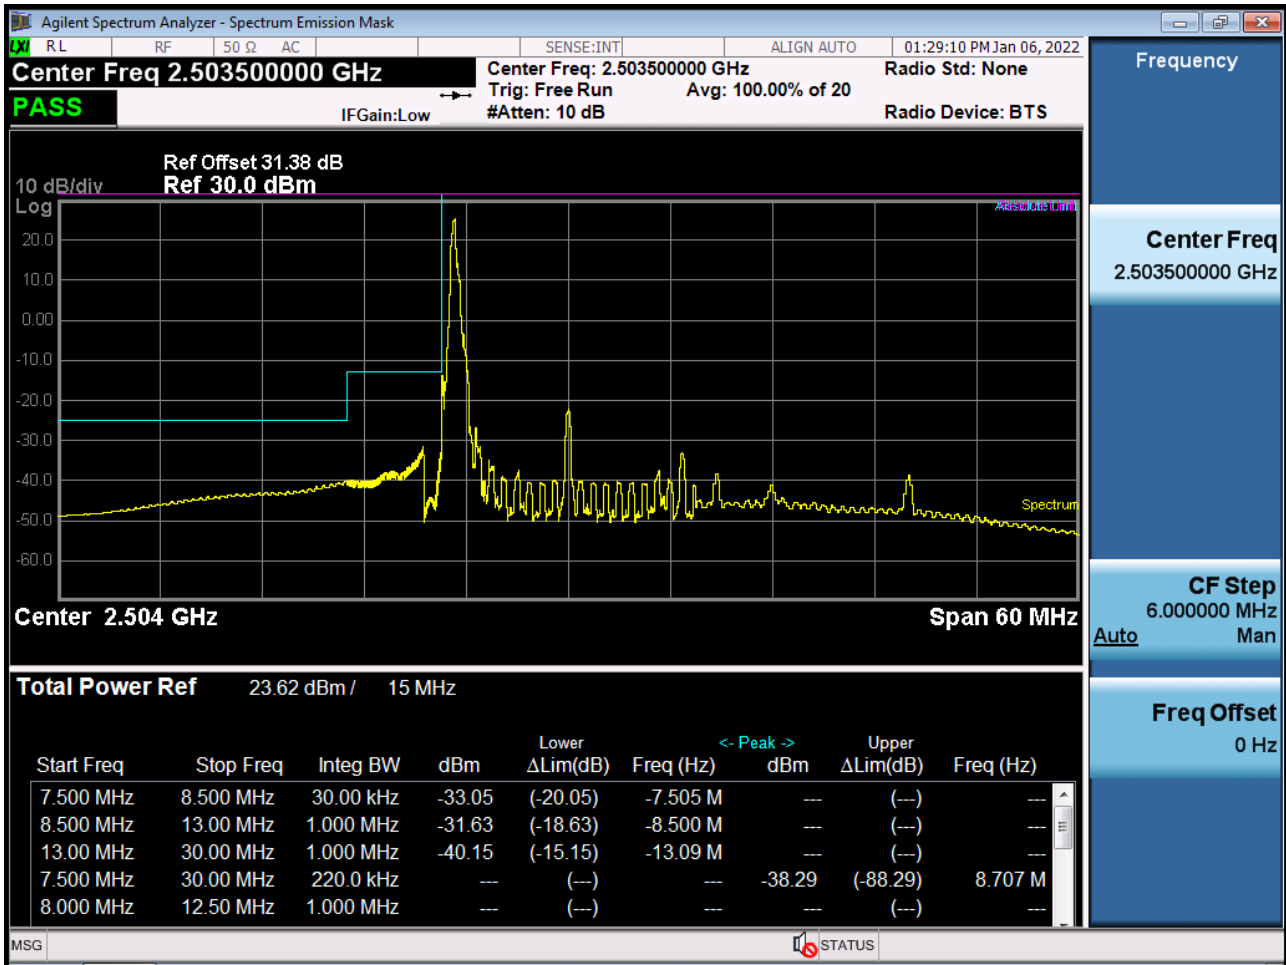 Agilent Spectrum Analyzer - Spectrum Emission Mask
LXI RL RF 50 Ω AC SENSE:INT ALIGN AUTO 01:29:10 PM Jan 06, 2022
Center Freq 2.503500000 GHz
Center Freq: 2.503500000 GHz Radio Std: None
Trig: Free Run Avg: 100.00% of 20
PASS
IFGain:Low #Atten: 10 dB Radio Device: BTS
Ref Offset 31.38 dB
10 dB/div Ref 30.0 dBm
Log
Absolute Limit
20.0
10.0
0.00
-10.0
-20.0
-30.0
-40.0
-50.0
-60.0
Spectrum
Center 2.504 GHz Span 60 MHz
Total Power Ref 23.62 dBm / 15 MHz
Lower <- Peak -> Upper
Start Freq Stop Freq Integ BW dBm ΔLim(dB) Freq (Hz) dBm ΔLim(dB) Freq (Hz)
7.500 MHz 8.500 MHz 30.00 kHz -33.05 (-20.05) -7.505 M --- (---) ---
8.500 MHz 13.00 MHz 1.000 MHz -31.63 (-18.63) -8.500 M --- (---) ---
13.00 MHz 30.00 MHz 1.000 MHz -40.15 (-15.15) -13.09 M --- (---) ---
7.500 MHz 30.00 MHz 220.0 kHz --- (---) --- -38.29 (-88.29) 8.707 M
8.000 MHz 12.50 MHz 1.000 MHz --- (---) --- --- (---) ---
MSG STATUS
Frequency
Center Freq
2.503500000 GHz
CF Step
6.000000 MHz
Auto Man
Freq Offset
0 Hz